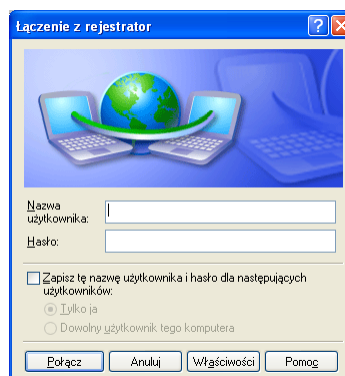 Łączenie z rejestrator
Nazwa
użytkownika:
Hasło:
Zapisz tę nazwę użytkownika i hasło dla następujących
użytkowników:
Tylko ja
Dowolny użytkownik tego komputera
Połącz Anuluj Właściwości Pomoc